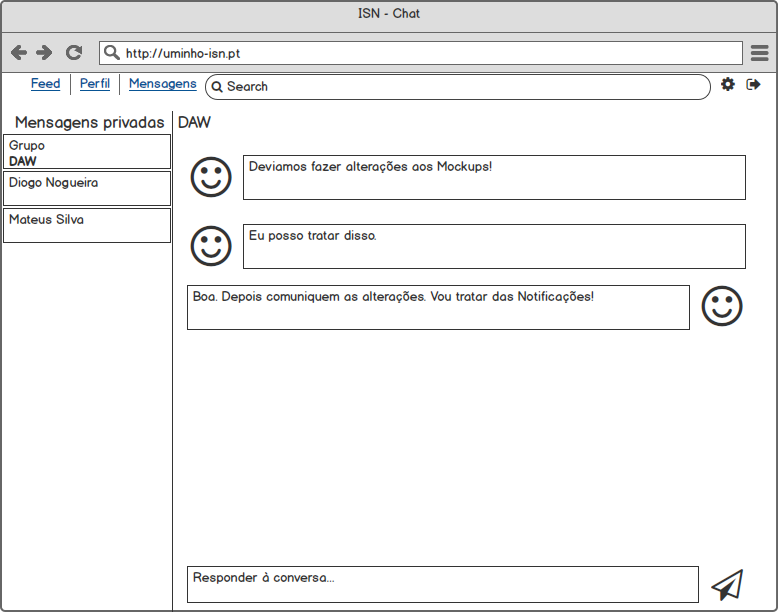 ISN - Chat
http://uminho-isn.pt
Feed
Perfil
Mensagens
Search
Mensagens privadas
Grupo
DAW
Diogo Nogueira
Mateus Silva
DAW
Deviamos fazer alterações aos Mockups!
Eu posso tratar disso.
Boa. Depois comuniquem as alterações. Vou tratar das Notificações!
Responder à conversa...